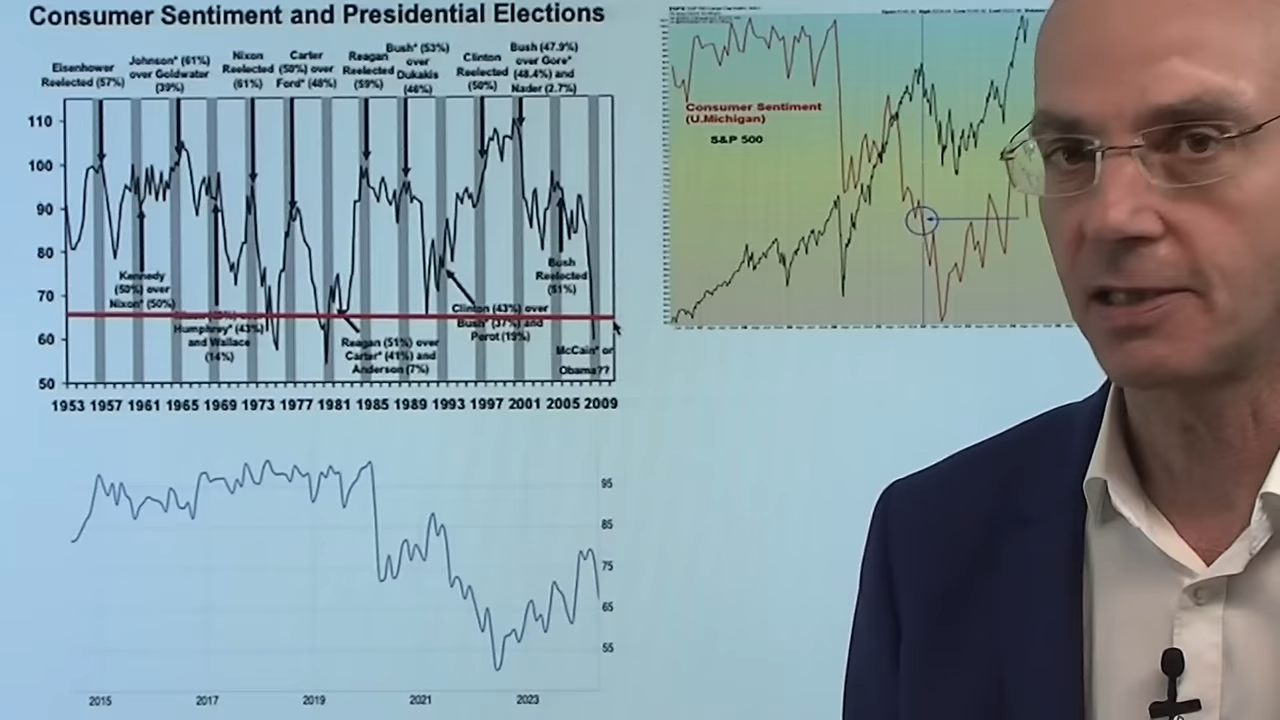 Consumer Sentiment and Presidential Elections
Eisenhower
Reelected (57%)
Johnson* (61%)
over Goldwater
(39%)
Nixon
Reelected
(61%)
Carter
(50%) over
Ford* (48%)
Reagan
Reelected
(59%)
Bush* (53%)
over
Dukakis
(46%)
Clinton
Reelected
(50%)
Bush (47.9%)
over Gore*
(48.4%) and
Nader (2.7%)
110
100
90
80
70
60
50
Kennedy
(50%) over
Nixon* (50%)
Humphrey* (43%)
and Wallace
(14%)
Reagan (51%) over
Carter* (41%) and
Anderson (7%)
Clinton (43%) over
Bush* (37%) and
Perot (19%)
Bush
Reelected
(51%)
McCain* or
Obama??
1953 1957 1961 1965 1969 1973 1977 1981 1985 1989 1993 1997 2001 2005 2009
Consumer Sentiment
(U.Michigan)
S&P 500
95
85
75
65
55
2015 2017 2019 2021 2023